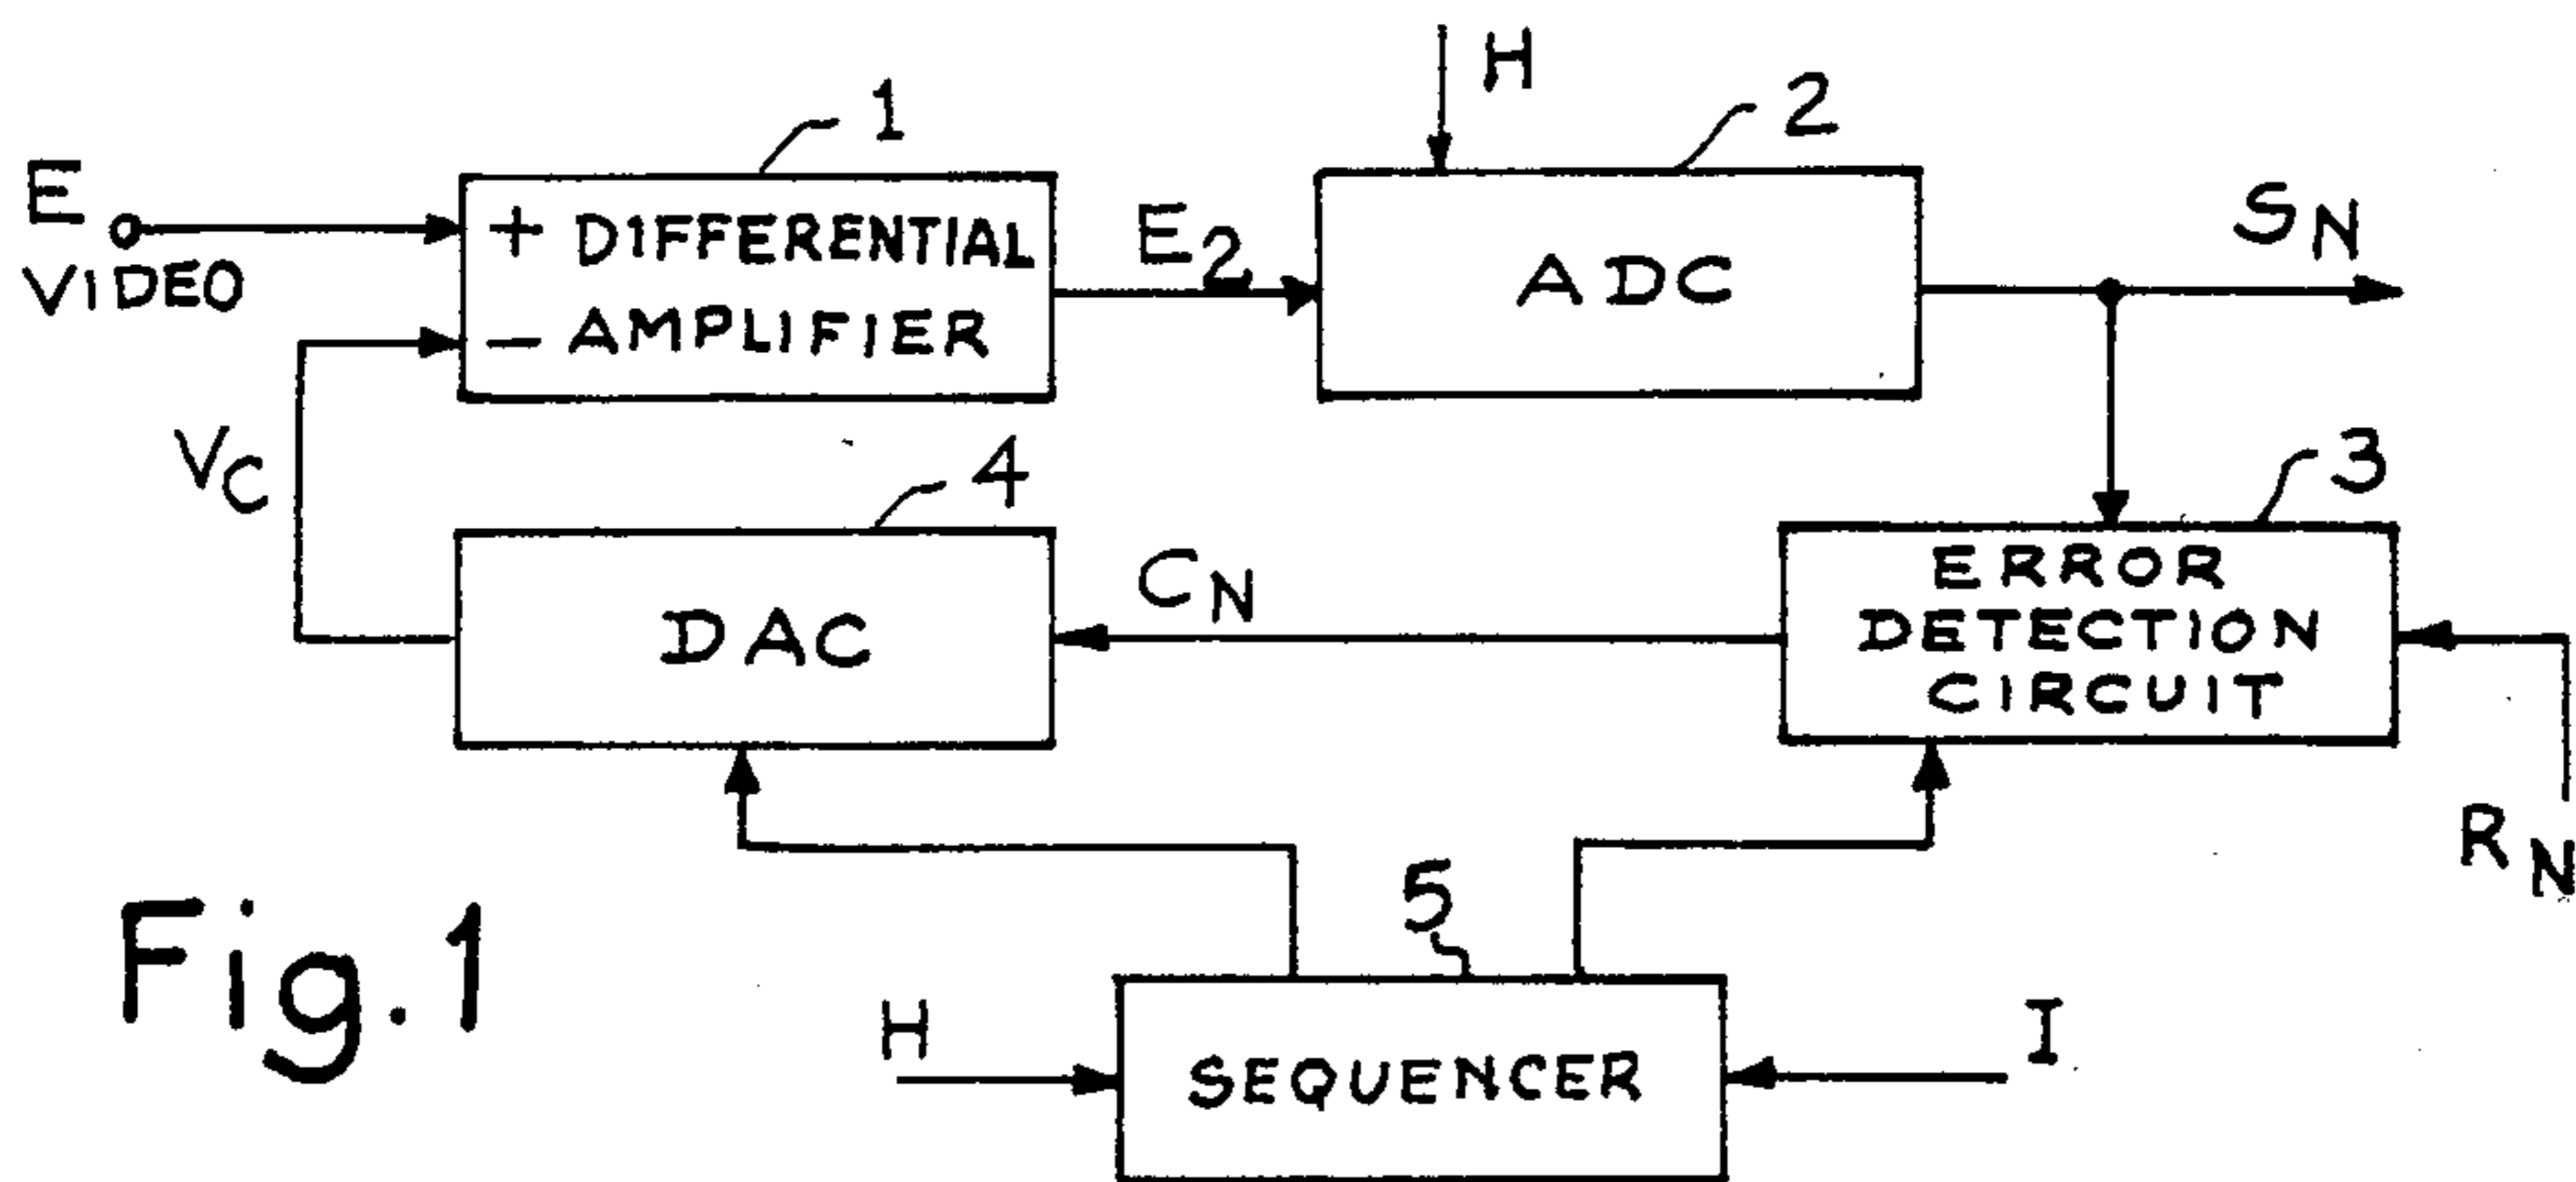 H
1
2
E
VIDEO
+ DIFFERENTIAL
- AMPLIFIER
E2
ADC
SN
VC
4
3
DAC
CN
ERROR
DETECTION
CIRCUIT
RN
5
Fig.1
H
SEQUENCER
I